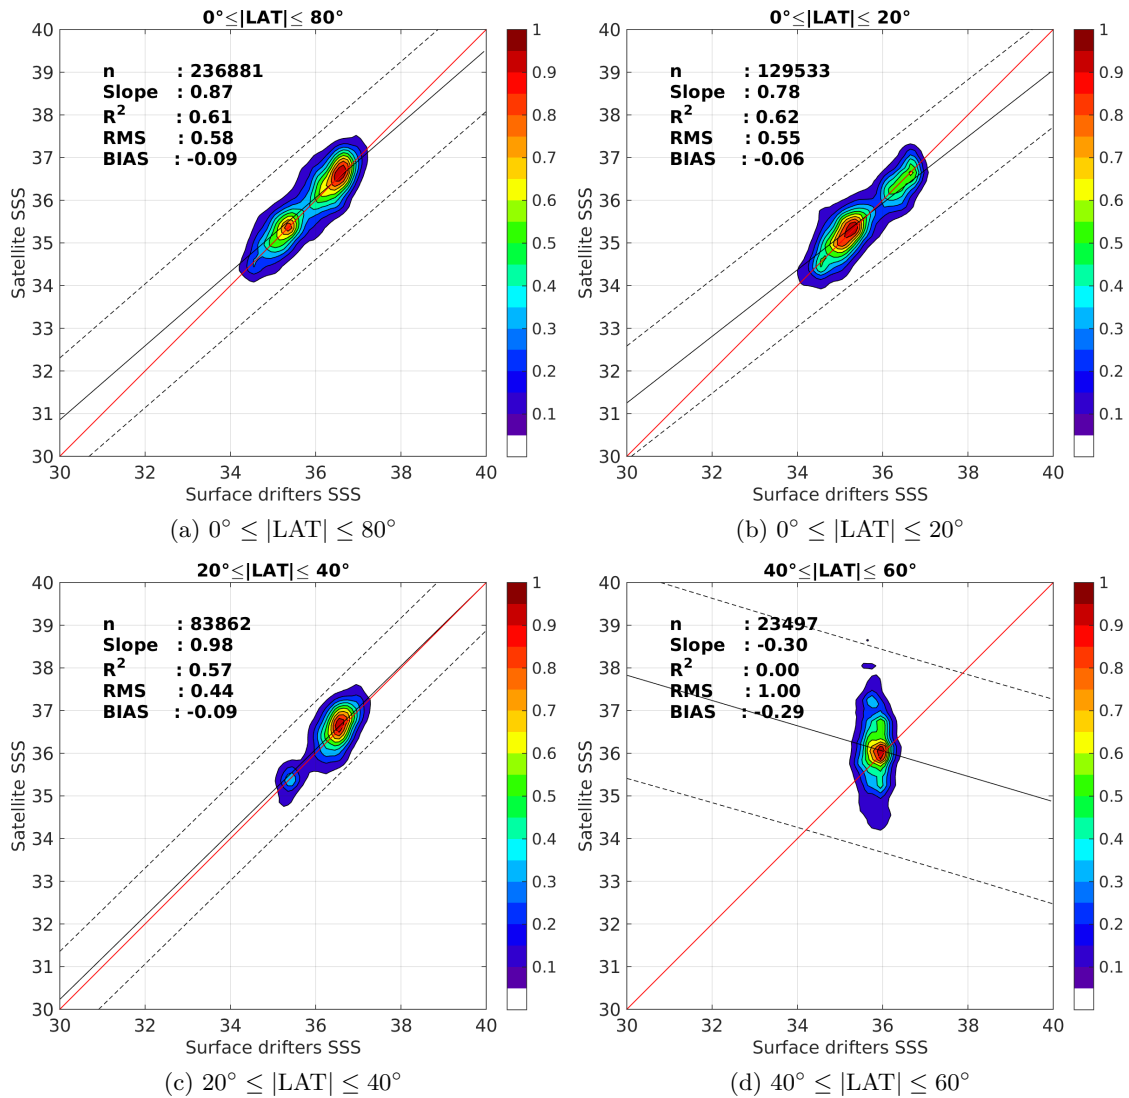 0°≤|LAT|≤ 80°
40
39
38
37
36
35
34
33
32
31
30
Satellite SSS
n : 236881
Slope : 0.87
R² : 0.61
RMS : 0.58
BIAS : -0.09
30 32 34 36 38 40
Surface drifters SSS
1
0.9
0.8
0.7
0.6
0.5
0.4
0.3
0.2
0.1
(a) 0° ≤ |LAT| ≤ 80°
0°≤|LAT|≤ 20°
40
39
38
37
36
35
34
33
32
31
30
Satellite SSS
n : 129533
Slope : 0.78
R² : 0.62
RMS : 0.55
BIAS : -0.06
30 32 34 36 38 40
Surface drifters SSS
1
0.9
0.8
0.7
0.6
0.5
0.4
0.3
0.2
0.1
(b) 0° ≤ |LAT| ≤ 20°
20°≤|LAT|≤ 40°
40
39
38
37
36
35
34
33
32
31
30
Satellite SSS
n : 83862
Slope : 0.98
R² : 0.57
RMS : 0.44
BIAS : -0.09
30 32 34 36 38 40
Surface drifters SSS
1
0.9
0.8
0.7
0.6
0.5
0.4
0.3
0.2
0.1
(c) 20° ≤ |LAT| ≤ 40°
40°≤|LAT|≤ 60°
40
39
38
37
36
35
34
33
32
31
30
Satellite SSS
n : 23497
Slope : -0.30
R² : 0.00
RMS : 1.00
BIAS : -0.29
30 32 34 36 38 40
Surface drifters SSS
1
0.9
0.8
0.7
0.6
0.5
0.4
0.3
0.2
0.1
(d) 40° ≤ |LAT| ≤ 60°